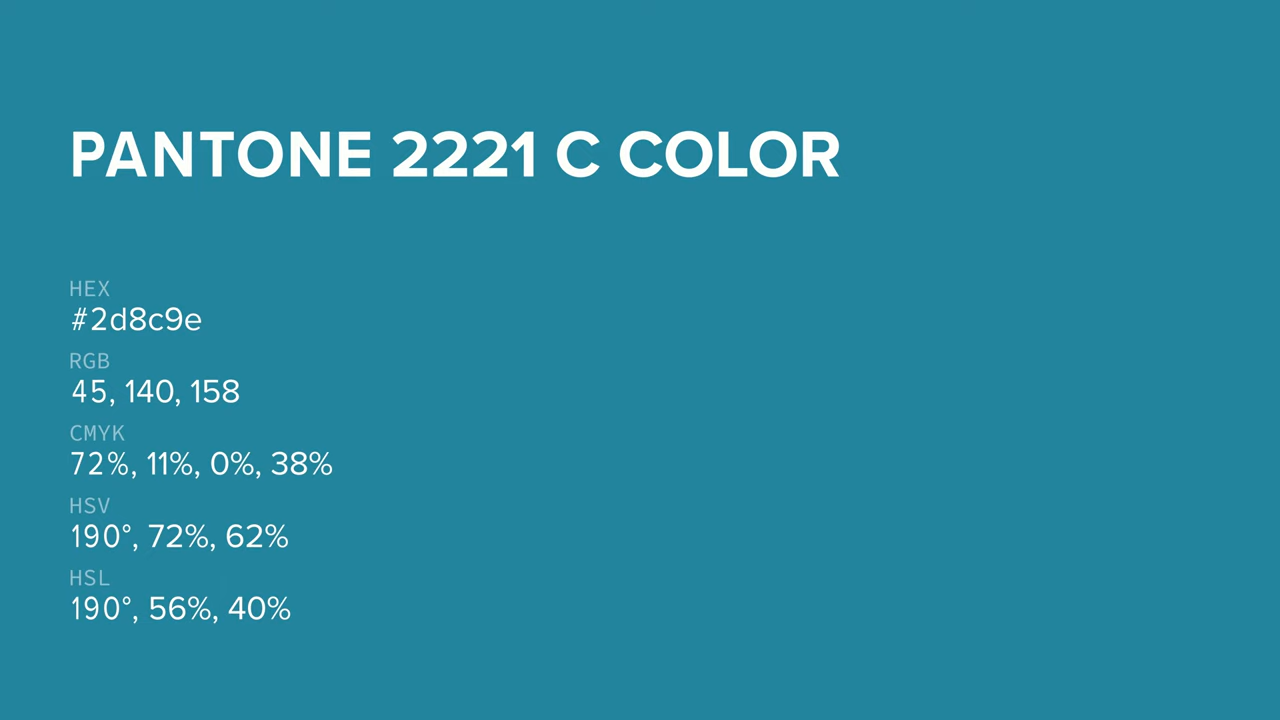 PANTONE 2221 C COLOR
HEX
#2d8c9e
RGB
45, 140, 158
CMYK
72%, 11%, 0%, 38%
HSV
190°, 72%, 62%
HSL
190°, 56%, 40%